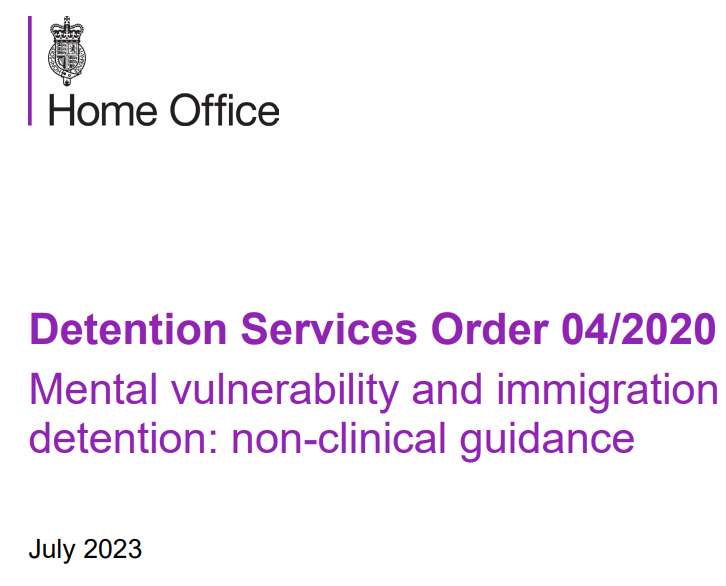 Home Office
Detention Services Order 04/2020
Mental vulnerability and immigration
detention: non-clinical guidance
July 2023